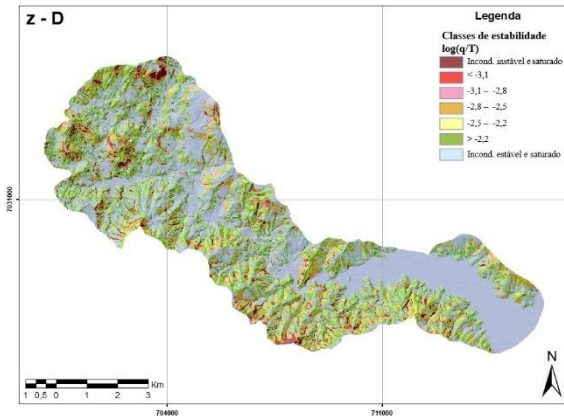 z - D
Legenda
Classes de estabilidade
log(q/T)
Incond. instável e saturado
< -3,1
-3,1 – -2,8
-2,8 – -2,5
-2,5 – -2,2
> -2,2
Incond. estável e saturado
7031000
N
Km
1 0,5 0 1 2 3
704000
711000